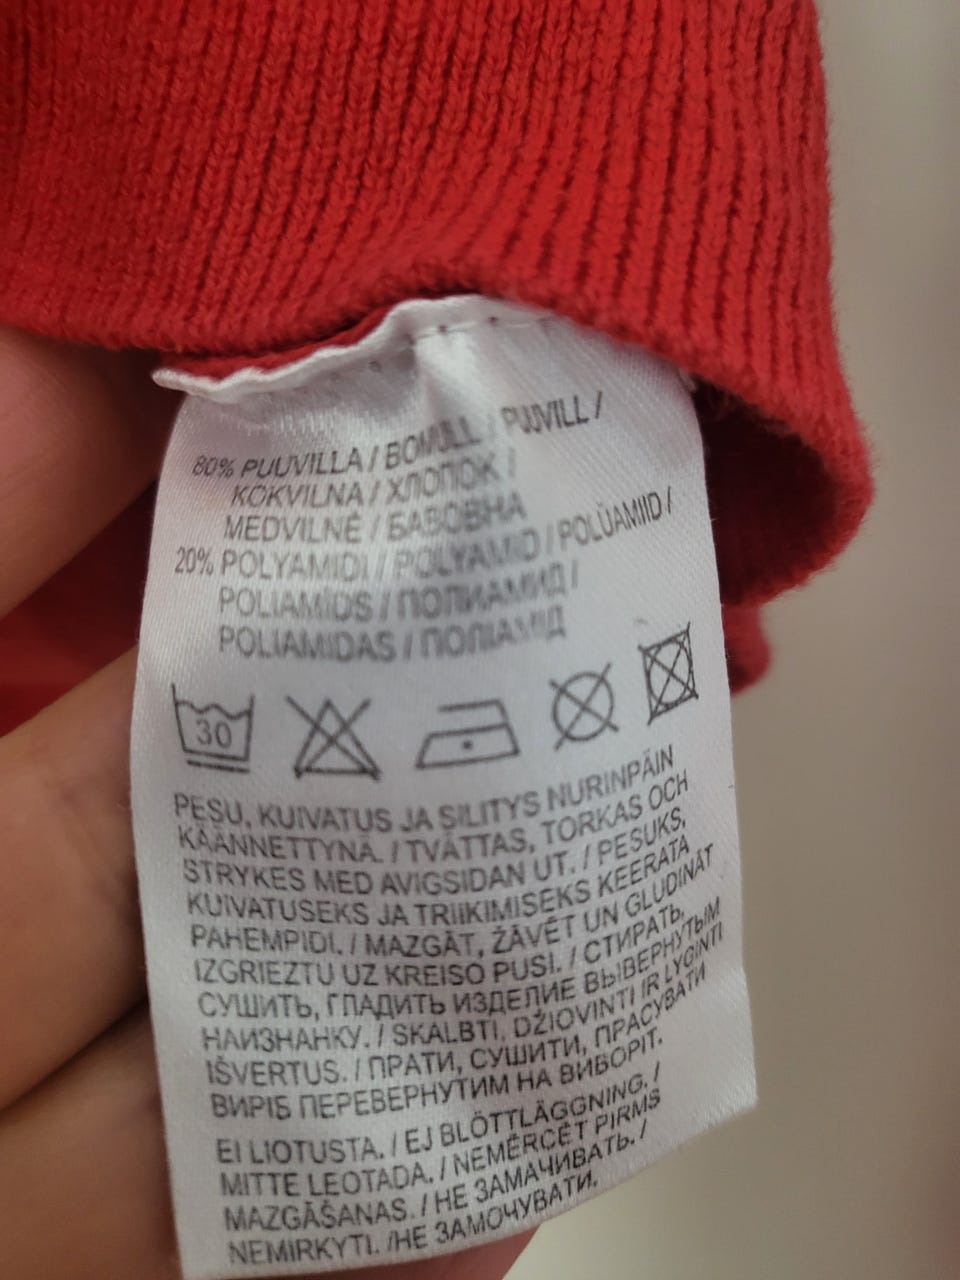 80% PUUVILLA / BOMULL / PUUVILL /
KOKVILNA / ХЛОПОК /
MEDVILNĖ / БАВОВНА
20% POLYAMIDI / POLYAMID / POLÜAMIID /
POLIAMĪDS / ПОЛИАМИД /
POLIAMIDAS / ПОЛІАМІД
30
PESU, KUIVATUS JA SILITYS NURINPÄIN
KÄÄNNETTYNÄ. / TVÄTTAS, TORKAS OCH
STRYKES MED AVIGSIDAN UT. / PESUKS,
KUIVATUSEKS JA TRIIKIMISEKS KEERATA
PAHEMPIDI. / MAZGĀT, ŽĀVĒT UN GLUDINĀT
IZGRIEZTU UZ KREISO PUSI. / СТИРАТЬ,
СУШИТЬ, ГЛАДИТЬ ИЗДЕЛИЕ ВЫВЕРНУТЫМ
НАИЗНАНКУ. / SKALBTI, DŽIOVINTI IR LYGINTI
IŠVERTUS. / ПРАТИ, СУШИТИ, ПРАСУВАТИ
ВИРІБ ПЕРЕВЕРНУТИМ НА ВИВОРІТ.
EI LIOTUSTA. / EJ BLÖTLÄGGNING. /
MITTE LEOTADA. / NEMĒRCĒT PIRMS
MAZGĀŠANAS. / НЕ ЗАМАЧИВАТЬ. /
NEMIRKYTI. /НЕ ЗАМОЧУВАТИ.